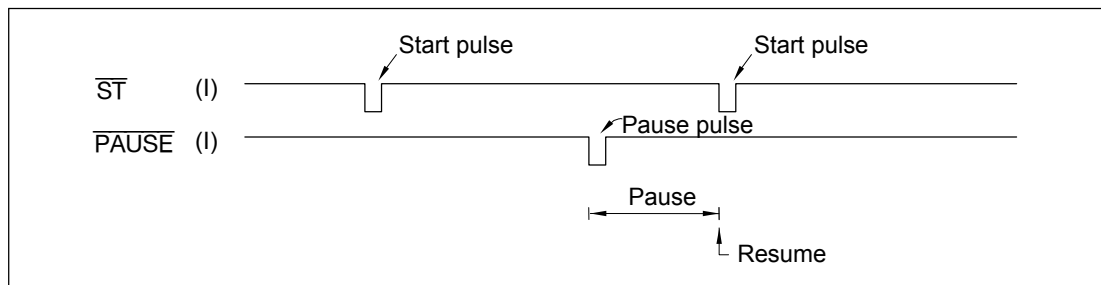 Start pulse Start pulse
ST (I)
Pause pulse
PAUSE (I)
Pause
Resume